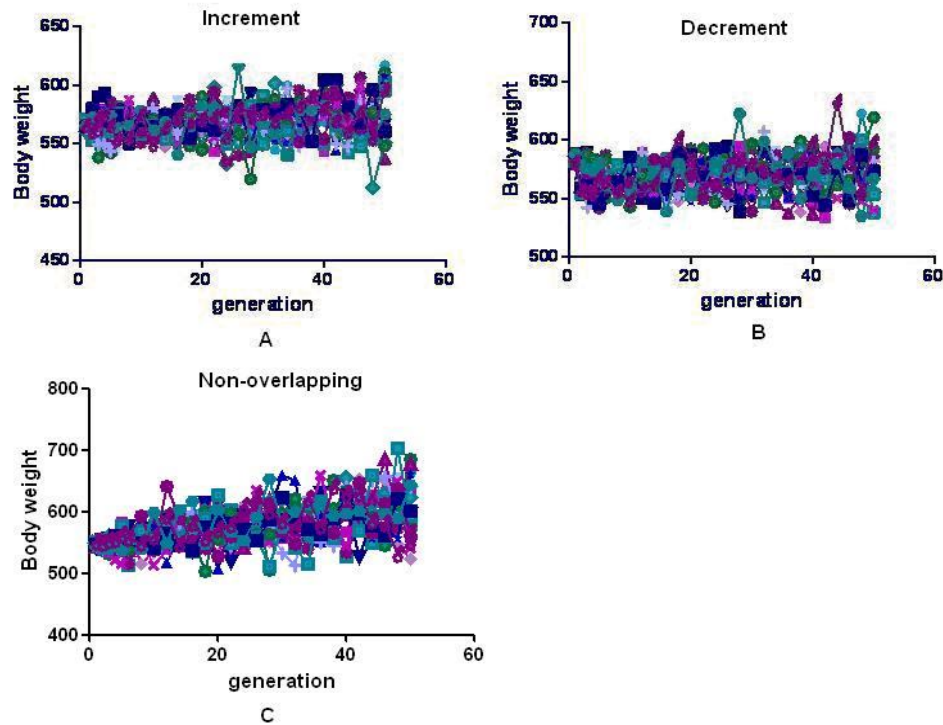 Increment
650
600
550
500
450
Body weight
0
20
40
60
generation
A
Decrement
700
650
600
550
500
Body weight
0
20
40
60
generation
B
Non-overlapping
800
700
600
500
400
Body weight
0
20
40
60
generation
C